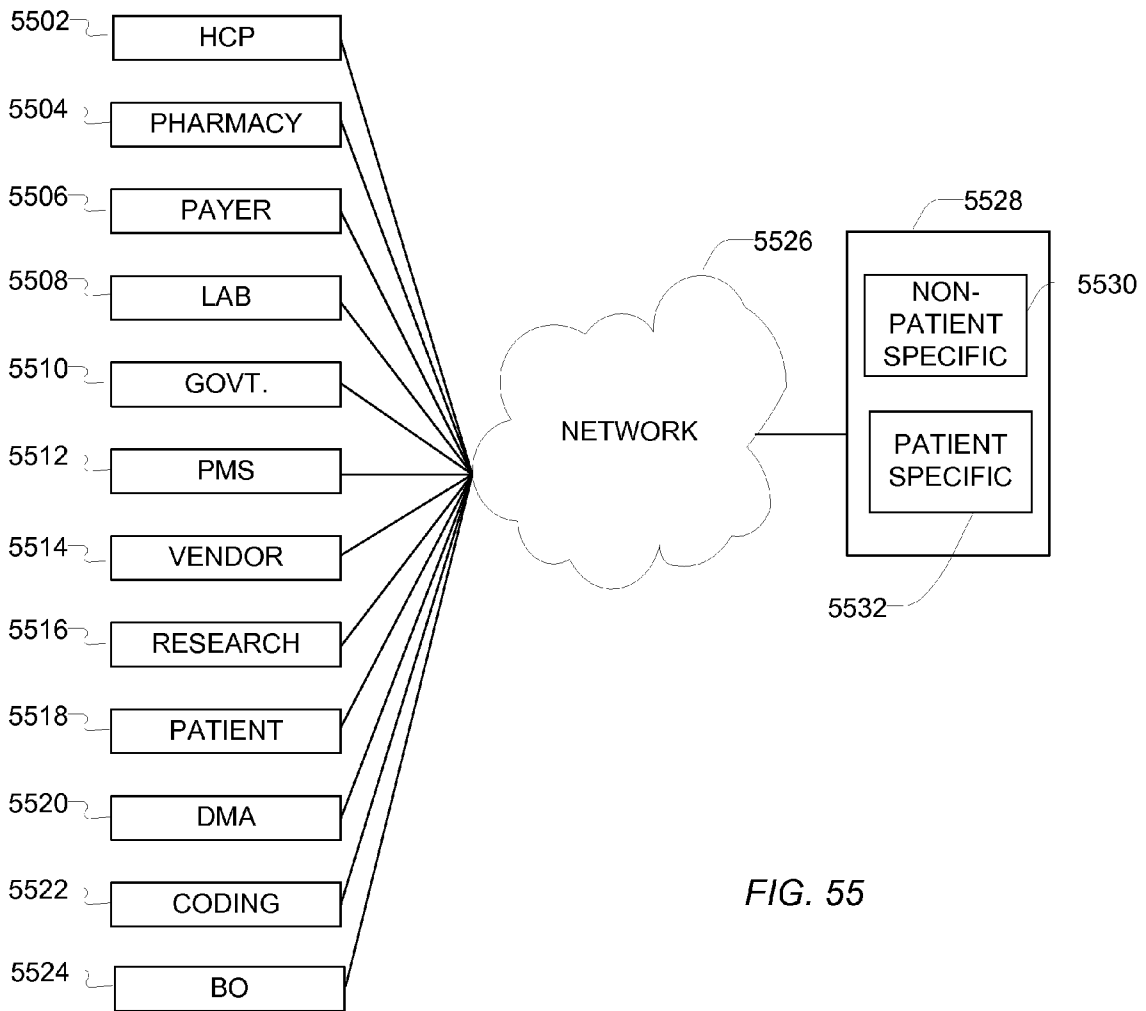 5502 HCP
5504 PHARMACY
5506 PAYER
5508 LAB
5510 GOVT.
5512 PMS
5514 VENDOR
5516 RESEARCH
5518 PATIENT
5520 DMA
5522 CODING
5524 BO
5526
NETWORK
5528
NON-
PATIENT
SPECIFIC
5530
PATIENT
SPECIFIC
5532
FIG. 55